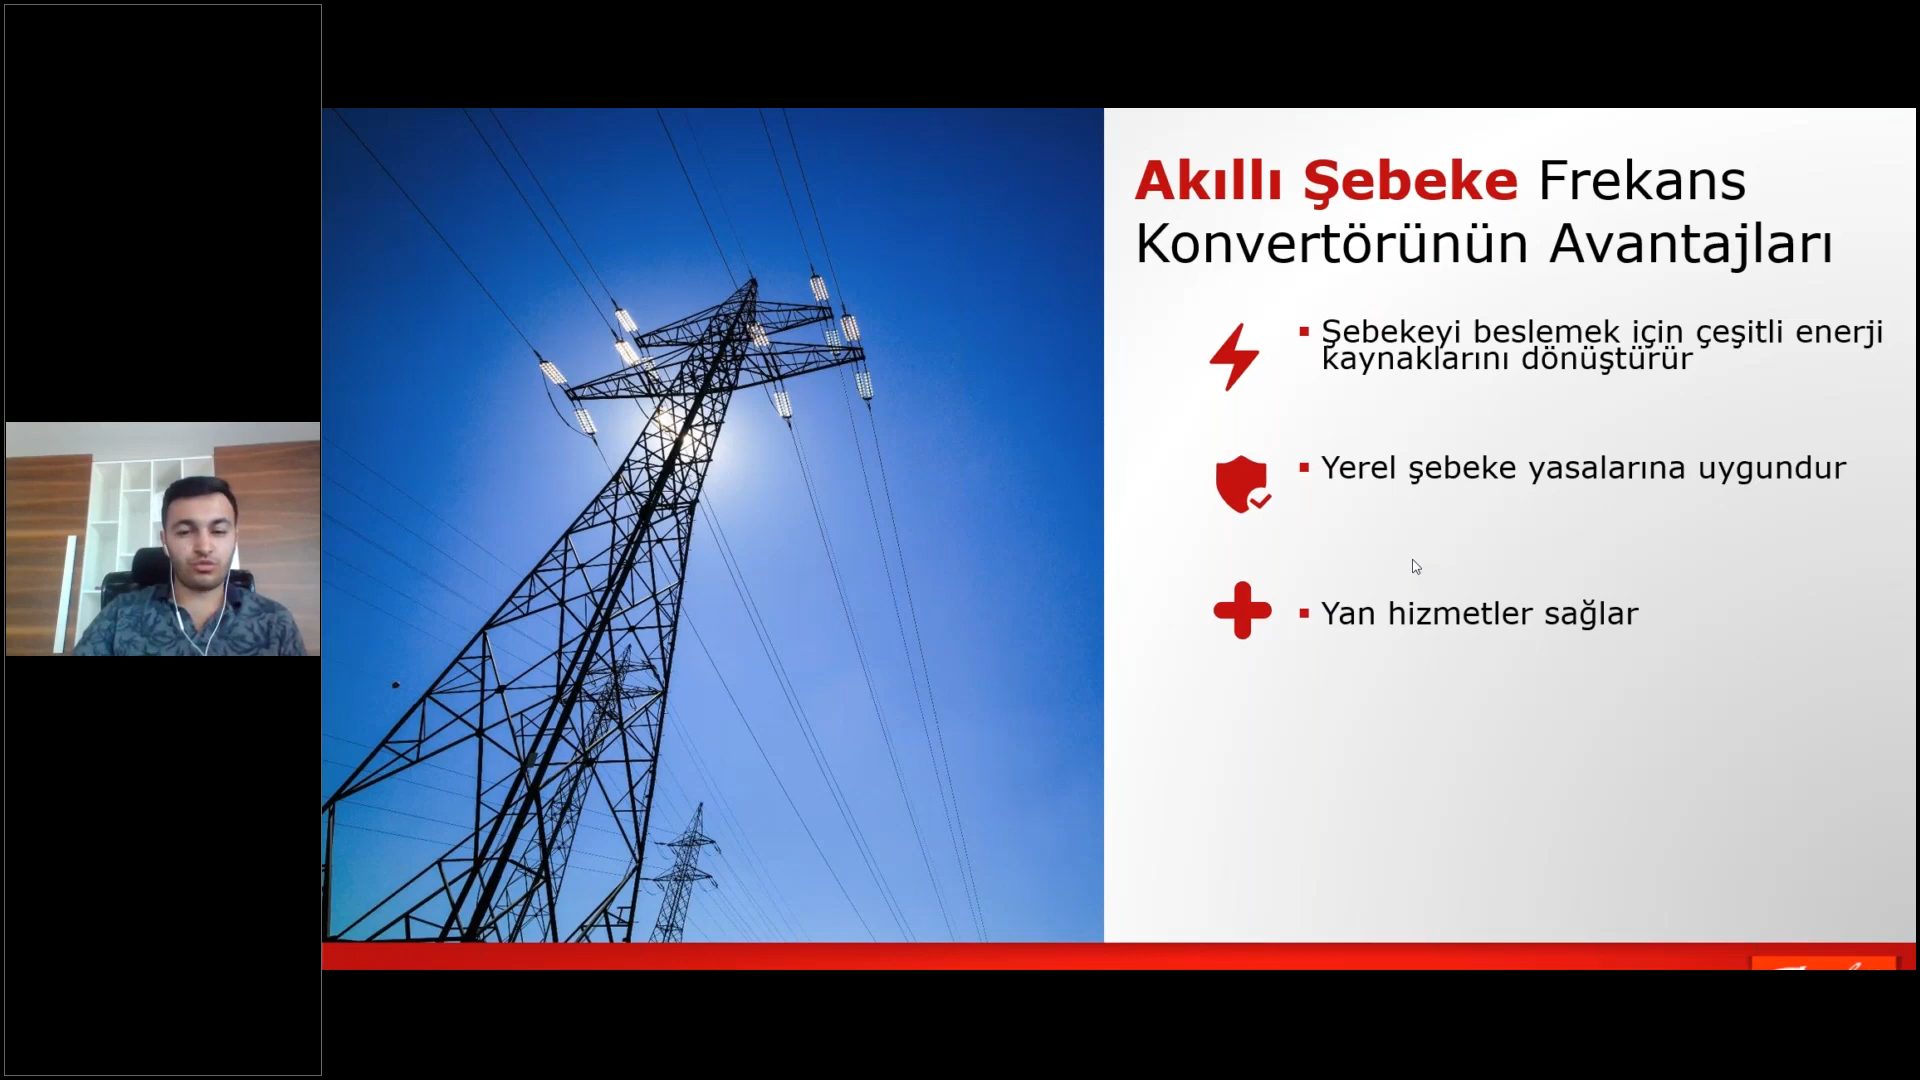 Akıllı Şebeke Frekans
Konvertörünün Avantajları
Şebekeyi beslemek için çeşitli enerji
kaynaklarını dönüştürür
Yerel şebeke yasalarına uygundur
Yan hizmetler sağlar